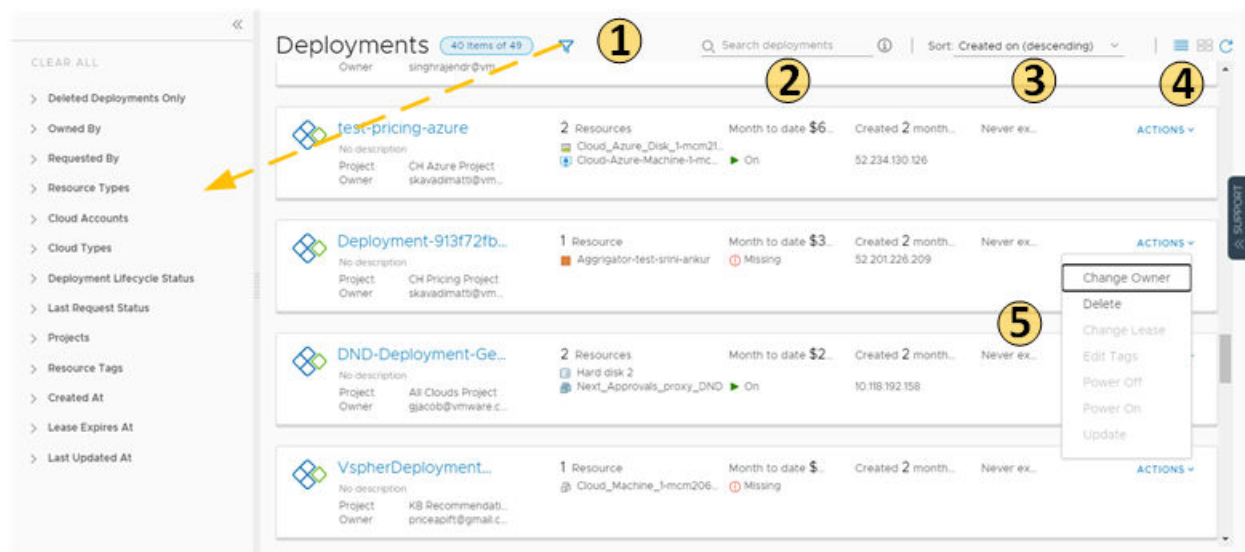 Deployments 40 items of 49 1 Search deployments Sort: Created on (descending)
2 3 4
CLEAR ALL
Deleted Deployments Only
Owned By
Requested By
Resource Types
Cloud Accounts
Cloud Types
Deployment Lifecycle Status
Last Request Status
Projects
Resource Tags
Created At
Lease Expires At
Last Updated At
Owner singhrajendr@vm...
test-pricing-azure 2 Resources Month to date $6... Created 2 month... Never ex... ACTIONS
No description Cloud_Azure_Disk_1-mcm21...
Cloud-Azure-Machine-1-mc... On 52.234.130.126
Project CH Azure Project
Owner skavadimatti@vm...
Deployment-913f72fb... 1 Resource Month to date $3... Created 2 month... Never ex... ACTIONS
No description Aggrigator-test-srini-ankur Missing 52.201.226.209
Project CH Pricing Project
Owner skavadimatti@vm...
Change Owner
Delete
Change Lease
Edit Tags
Power Off
Power On
Update
5
SUPPORT
DND-Deployment-Ge... 2 Resources Month to date $2... Created 2 month... Never ex...
No description Hard disk 2
Next_Approvals_proxy_DND On 10.118.192.158
Project All Clouds Project
Owner gjacob@vmware.c...
VspherDeployment... 1 Resource Month to date $... Created 2 month... Never ex... ACTIONS
No description Cloud_Machine_1-mcm206... Missing
Project KB Recommendati...
Owner priceapift@gmail.c...